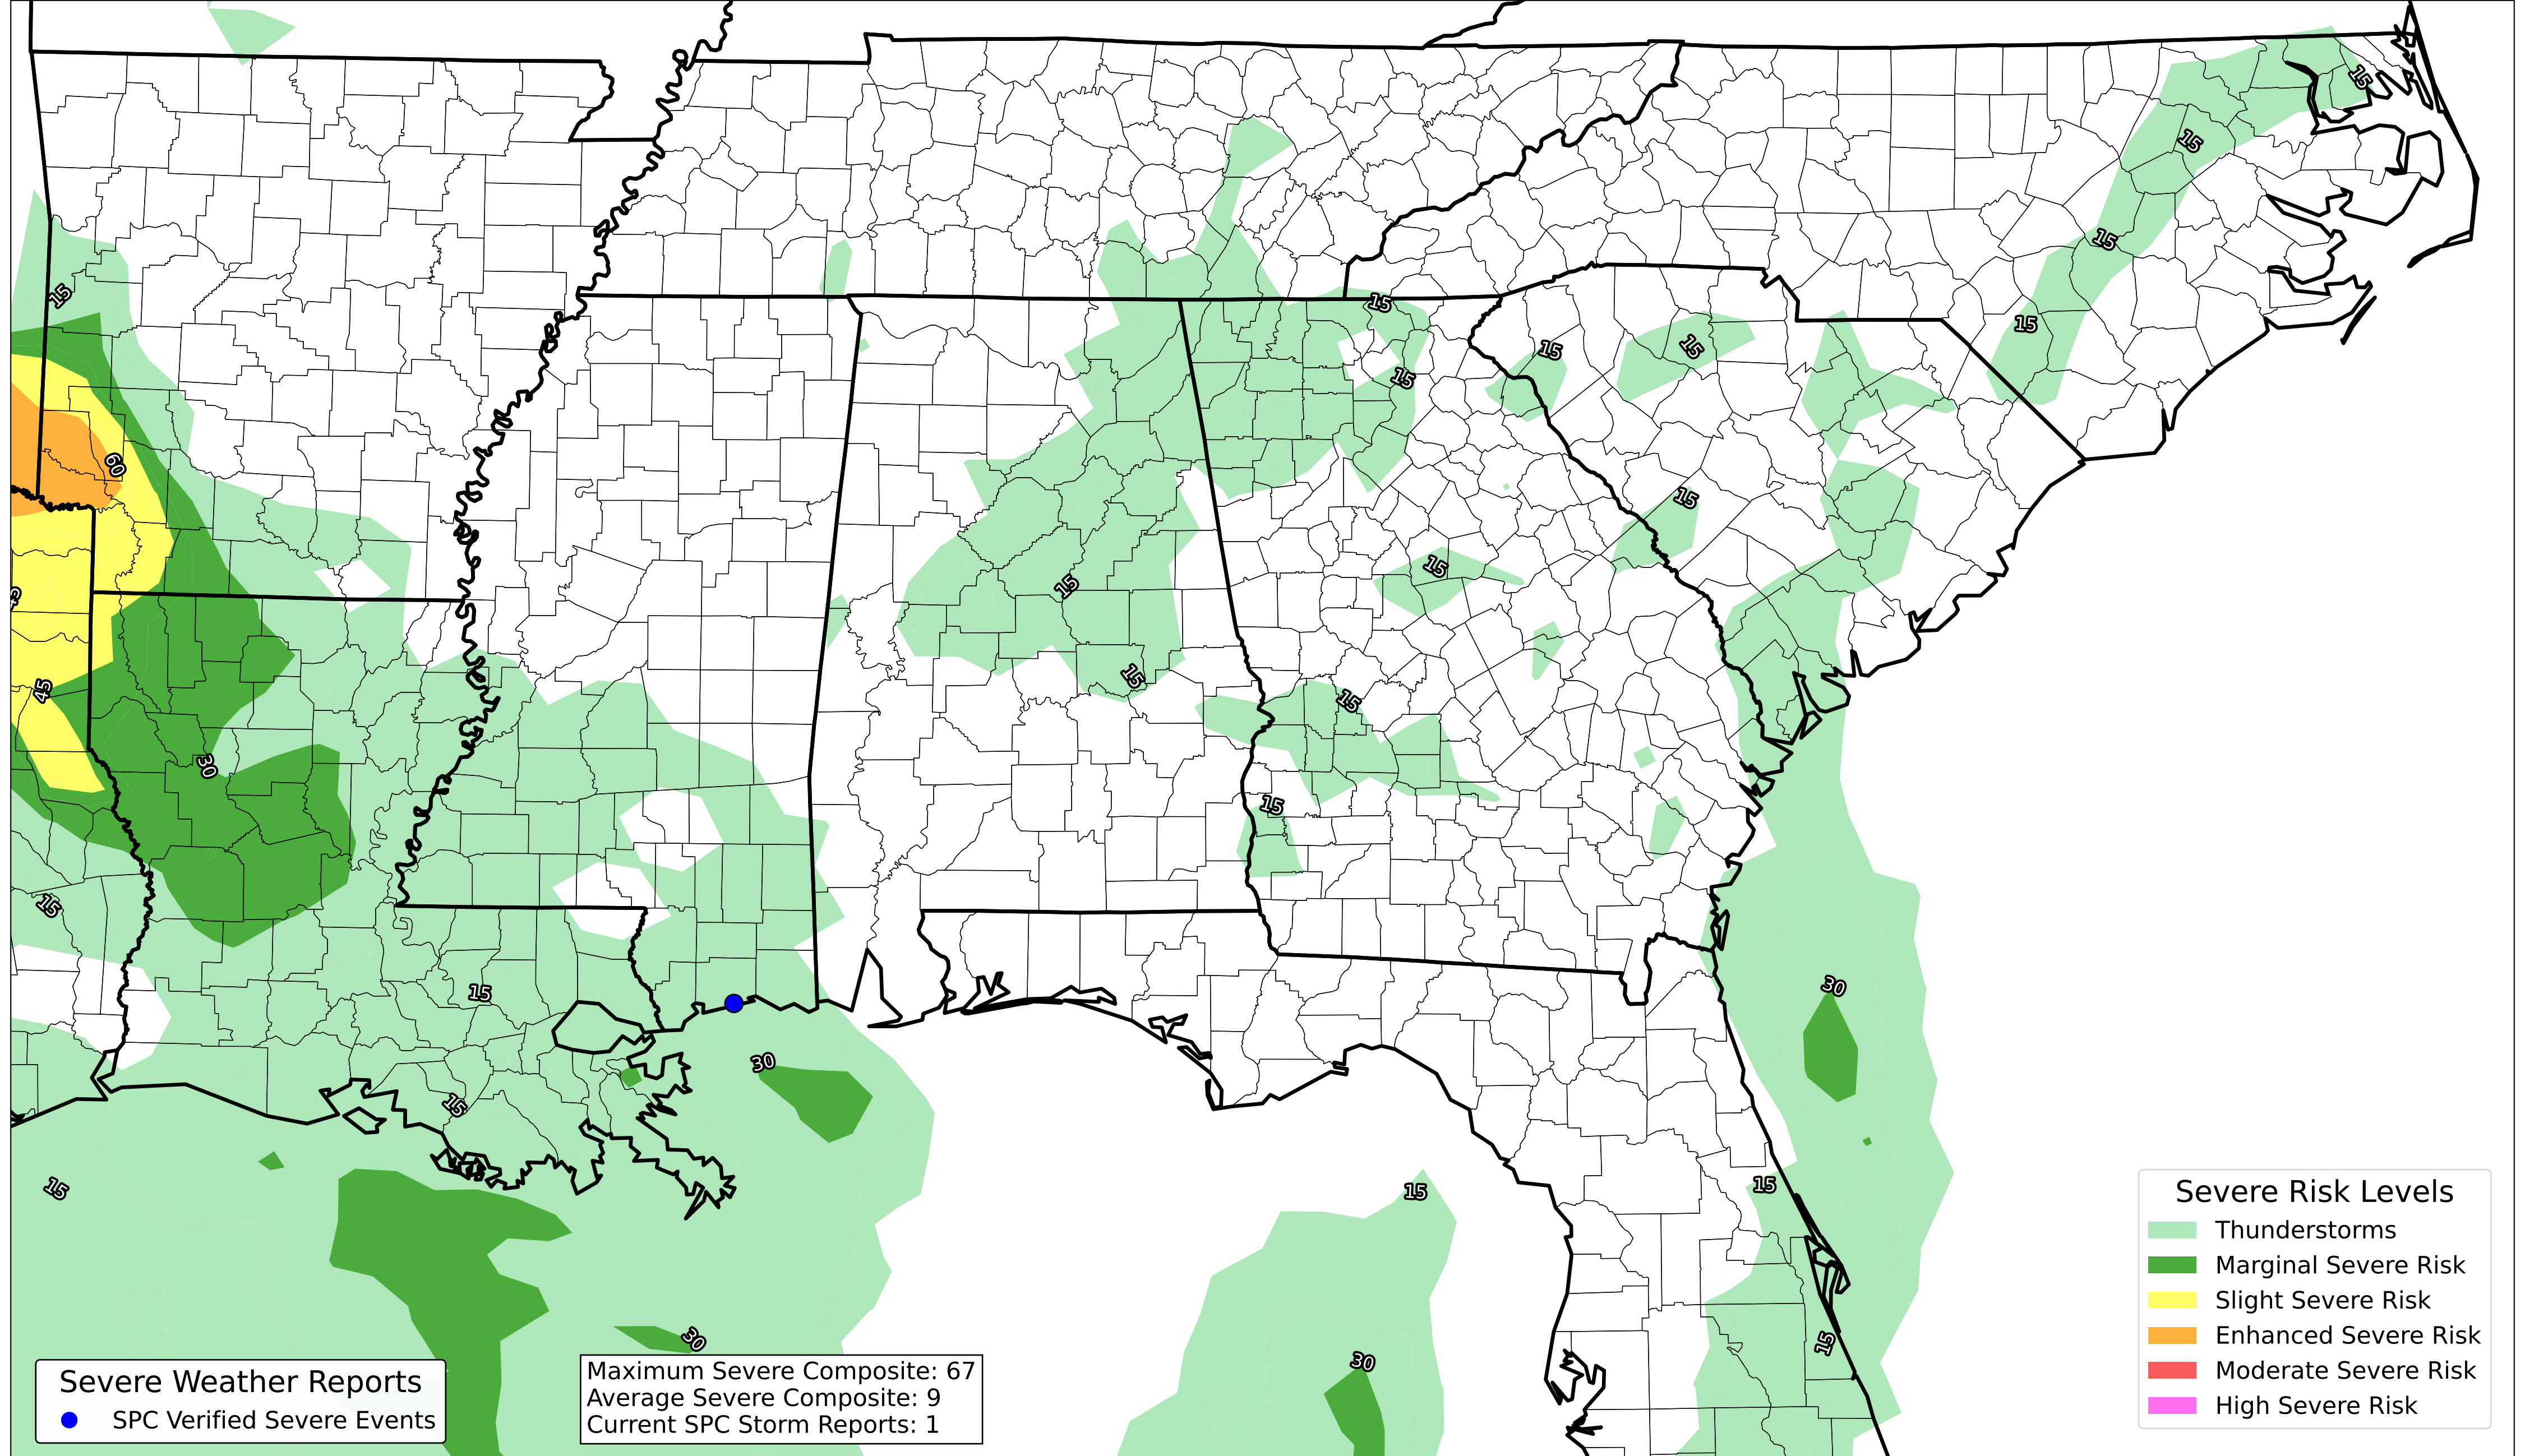 15
15
15
15
15
15
15
15
15
15
60
15
15
15
45
15
15
15
30
15
15
30
15
30
15
15
15
15
30
15
30
Severe Risk Levels
Thunderstorms
Marginal Severe Risk
Slight Severe Risk
Enhanced Severe Risk
Moderate Severe Risk
High Severe Risk
Severe Weather Reports
SPC Verified Severe Events
Maximum Severe Composite: 67
Average Severe Composite: 9
Current SPC Storm Reports: 1